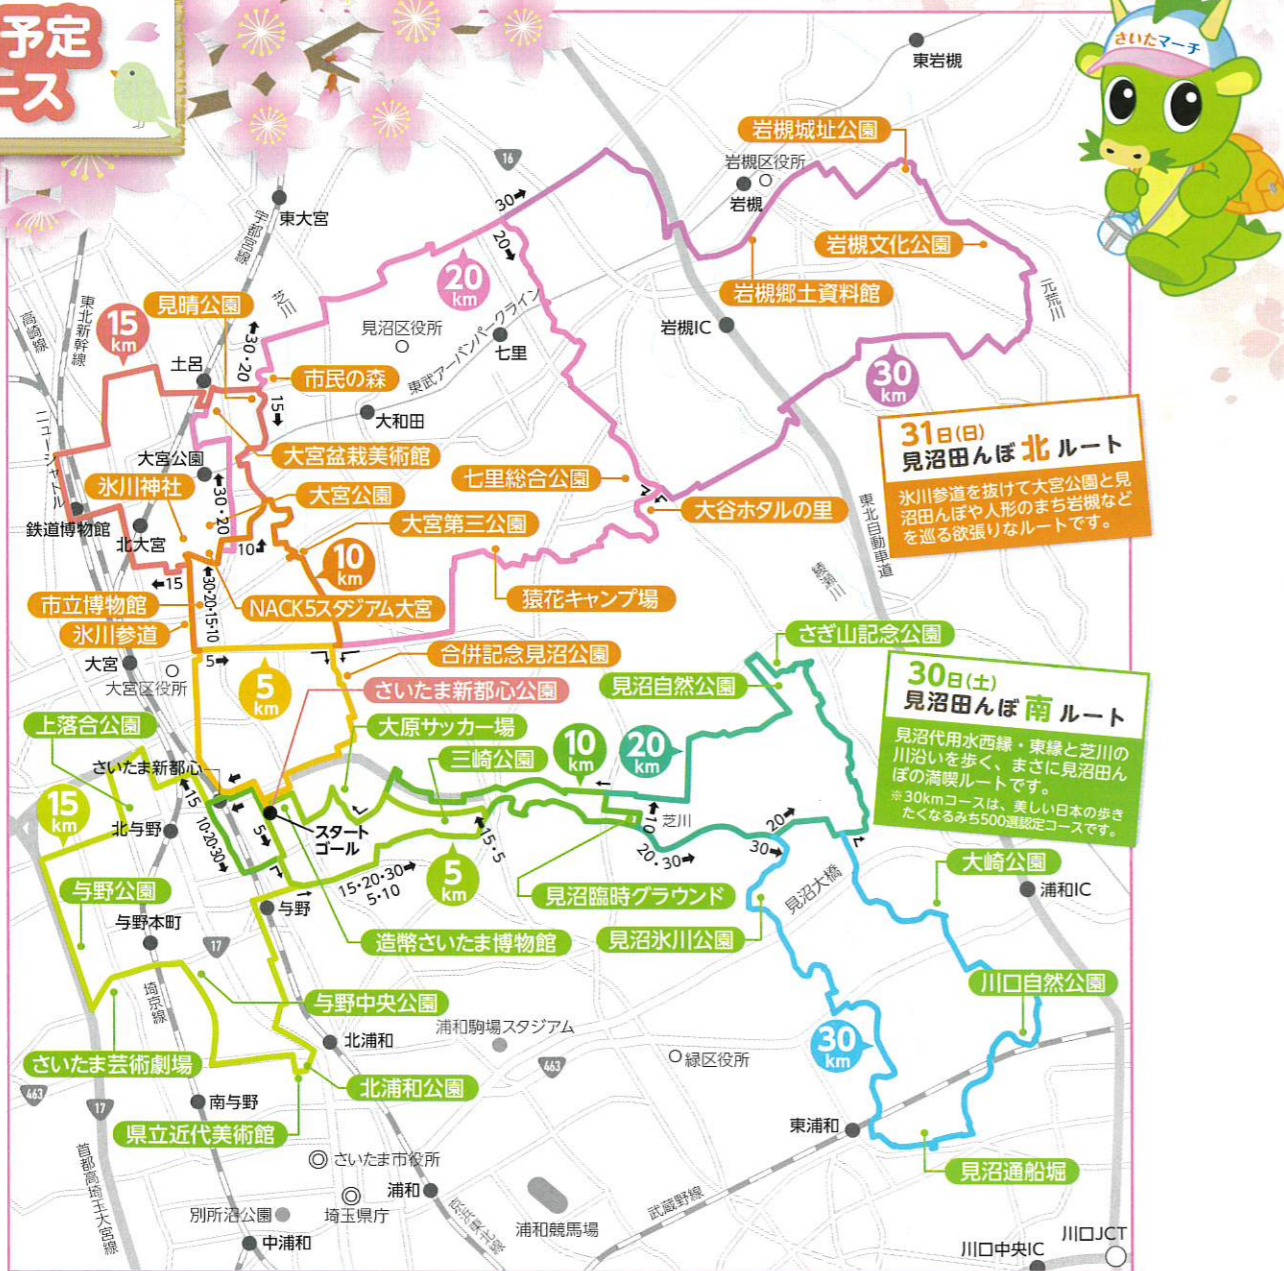 予定
ース
さいたマーチ
東岩槻
岩槻城址公園
16
岩槻区役所
岩槻
30
東大宮
宇都宮線
20
岩槻文化公園
20
km
芝川
見晴公園
東北新幹線
高崎線
岩槻郷土資料館
元荒川
15
km
見沼区役所
東武アーバンパークライン
岩槻IC
七里
30・20
土呂
市民の森
30
km
15
大和田
ニューシャトル
31日(日)
見沼田んぼ北ルート
氷川参道を抜けて大宮公園と見
沼田んぼや人形のまち岩槻など
を巡る欲張りなルートです。
大宮盆栽美術館
大宮公園
七里総合公園
氷川神社
大宮公園
30・20
大谷ホタルの里
東北自動車道
鉄道博物館
北大宮
大宮第三公園
10
10
km
綾瀬川
15
30・20・15・10
市立博物館
NACK5スタジアム大宮
猿花キャンプ場
氷川参道
さぎ山記念公園
大宮
5
合併記念見沼公園
大宮区役所
5
km
さいたま新都心公園
見沼自然公園
30日(土)
見沼田んぼ南ルート
見沼代用水西縁・東縁と芝川の
川沿いを歩く、まさに見沼田ん
ぼの満喫ルートです。
※30kmコースは、美しい日本の歩き
たくなるみち500選認定コースです。
上落合公園
大原サッカー場
さいたま新都心
三崎公園
10
km
20
km
15
15
km
北与野
10・20・30
5
スタート
ゴール
15・5
10
芝川
20・30
20
30
5
km
15・20・30
5・10
大崎公園
与野公園
与野
見沼臨時グラウンド
見沼大橋
浦和IC
与野本町
17
造幣さいたま博物館
見沼氷川公園
埼京線
与野中央公園
川口自然公園
浦和駒場スタジアム
北浦和
30
km
さいたま芸術劇場
緑区役所
463
463
17
北浦和公園
南与野
県立近代美術館
東浦和
首都高埼玉大宮線
さいたま市役所
見沼通船堀
浦和
埼玉県庁
別所沼公園
京浜東北線
浦和競馬場
武蔵野線
中浦和
川口中央IC
川口JCT